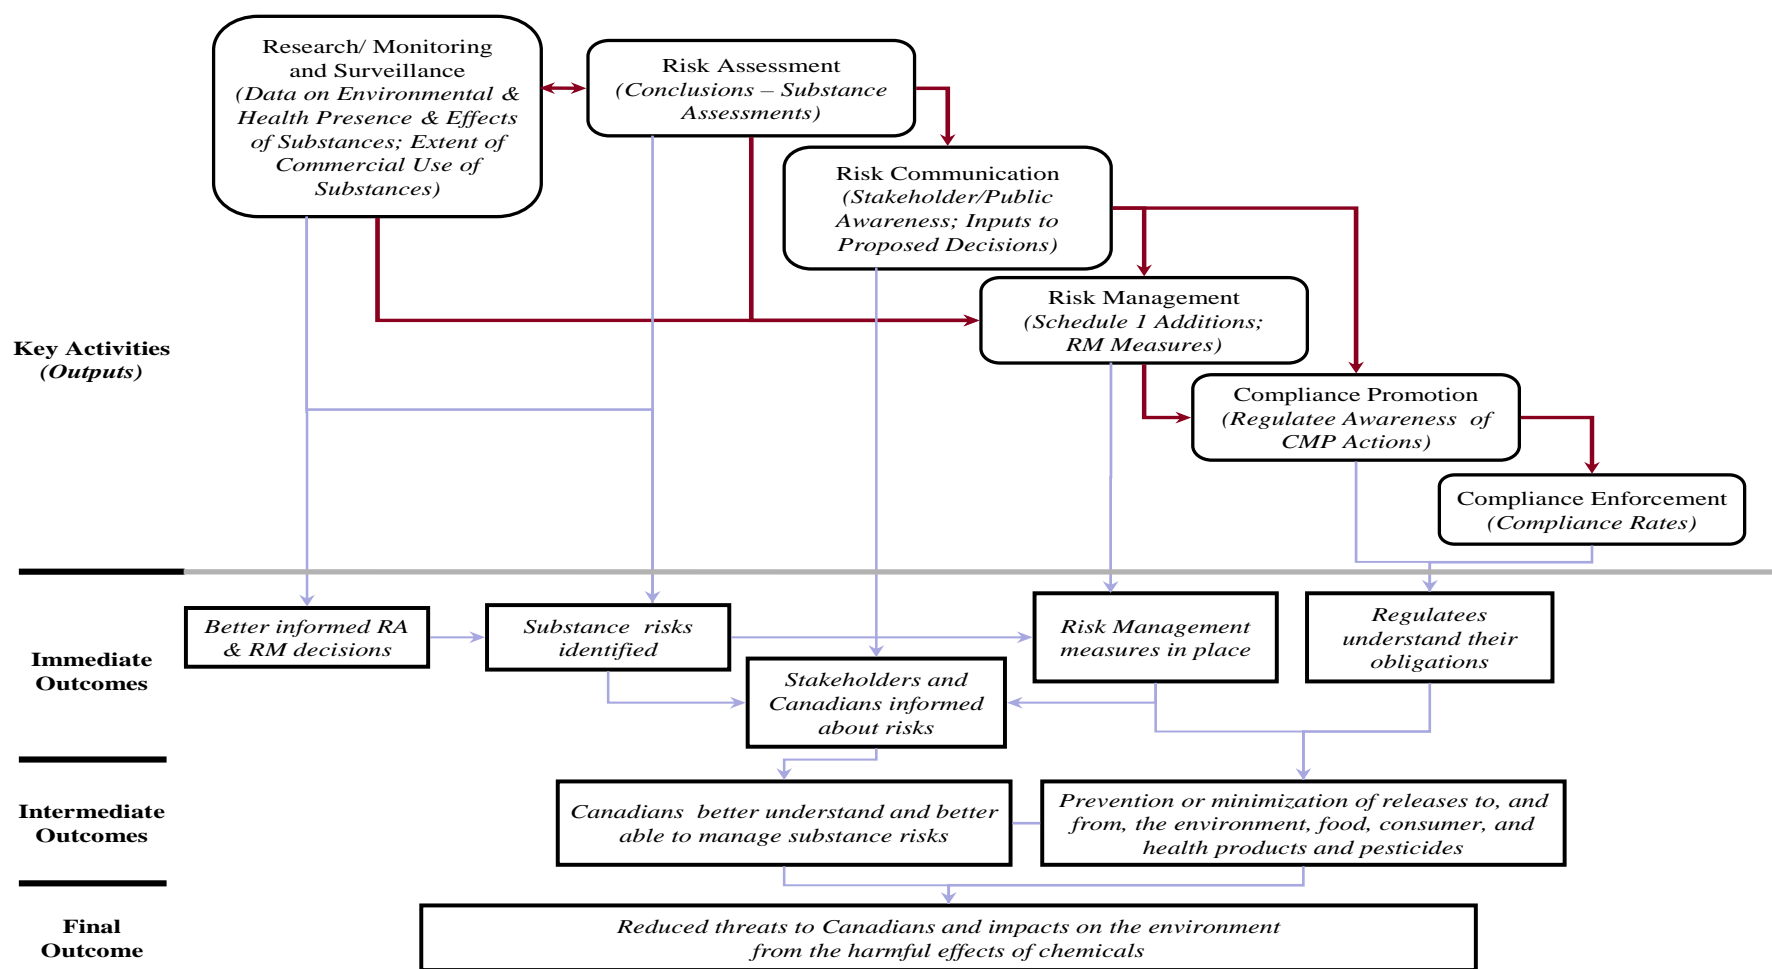 Research/ Monitoring
and Surveillance
(Data on Environmental &
Health Presence & Effects
of Substances; Extent of
Commercial Use of
Substances)
Risk Assessment
(Conclusions – Substance
Assessments)
Risk Communication
(Stakeholder/Public
Awareness; Inputs to
Proposed Decisions)
Risk Management
(Schedule 1 Additions;
RM Measures)
Key Activities
(Outputs)
Compliance Promotion
(Regulatee Awareness of
CMP Actions)
Compliance Enforcement
(Compliance Rates)
Immediate
Outcomes
Better informed RA
& RM decisions
Substance risks
identified
Stakeholders and
Canadians informed
about risks
Risk Management
measures in place
Regulatees
understand their
obligations
Intermediate
Outcomes
Canadians better understand and better
able to manage substance risks
Prevention or minimization of releases to, and
from, the environment, food, consumer, and
health products and pesticides
Final
Outcome
Reduced threats to Canadians and impacts on the environment
from the harmful effects of chemicals